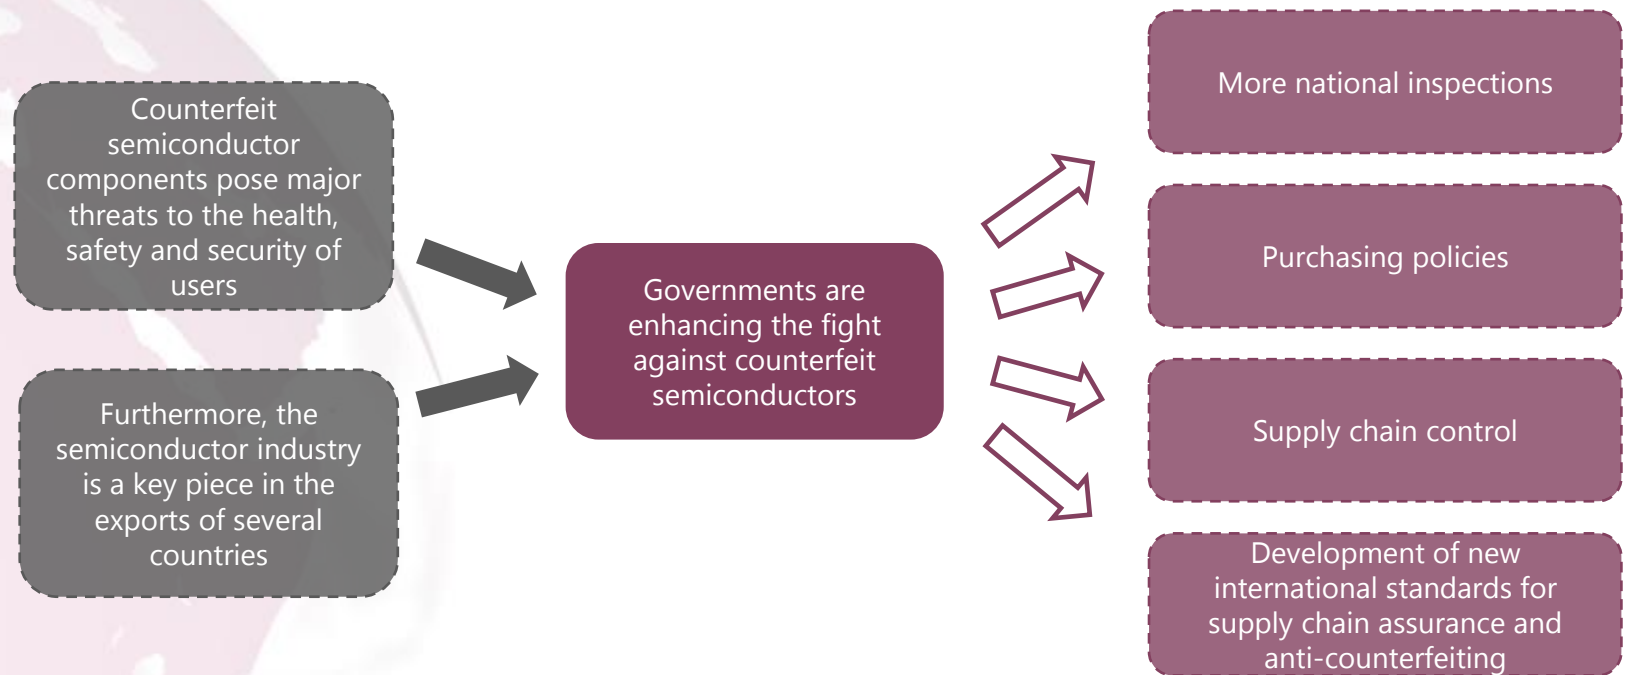 Counterfeit
semiconductor
components pose major
threats to the health,
safety and security of
users
Furthermore, the
semiconductor industry
is a key piece in the
exports of several
countries
Governments are
enhancing the fight
against counterfeit
semiconductors
More national inspections
Purchasing policies
Supply chain control
Development of new
international standards for
supply chain assurance and
anti-counterfeiting